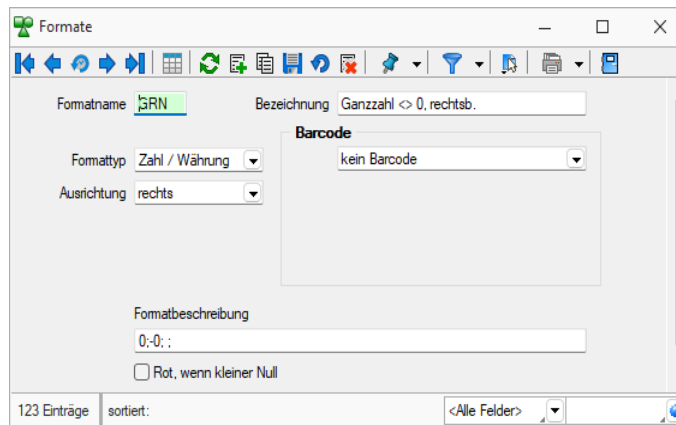 Formate
Formatname GRN Bezeichnung Ganzzahl <> 0, rechtsb.
Barcode
Formattyp Zahl / Währung kein Barcode
Ausrichtung rechts
Formatbeschreibung
0;-0; ;
Rot, wenn kleiner Null
123 Einträge sortiert: <Alle Felder>